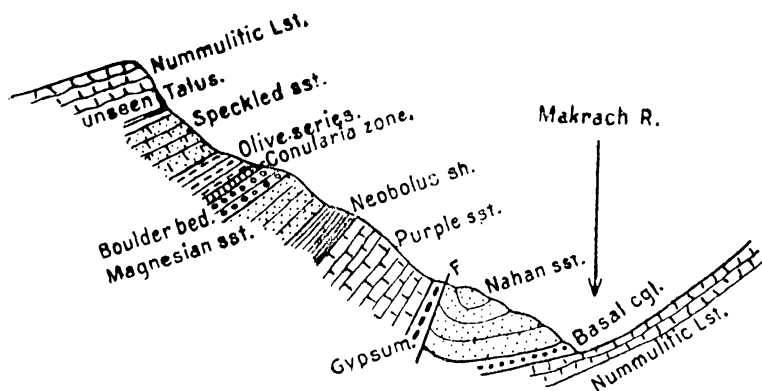 Nummulitic Lst.
Talus.
unseen
Speckled sst.
Makrach R.
Olive series.
Conularia zone.
Neobolus sh.
Boulder bed.
Magnesian sst.
Purple sst.
F
Nahan sst.
Basal cgl.
Gypsum.
Nummulitic Lst.